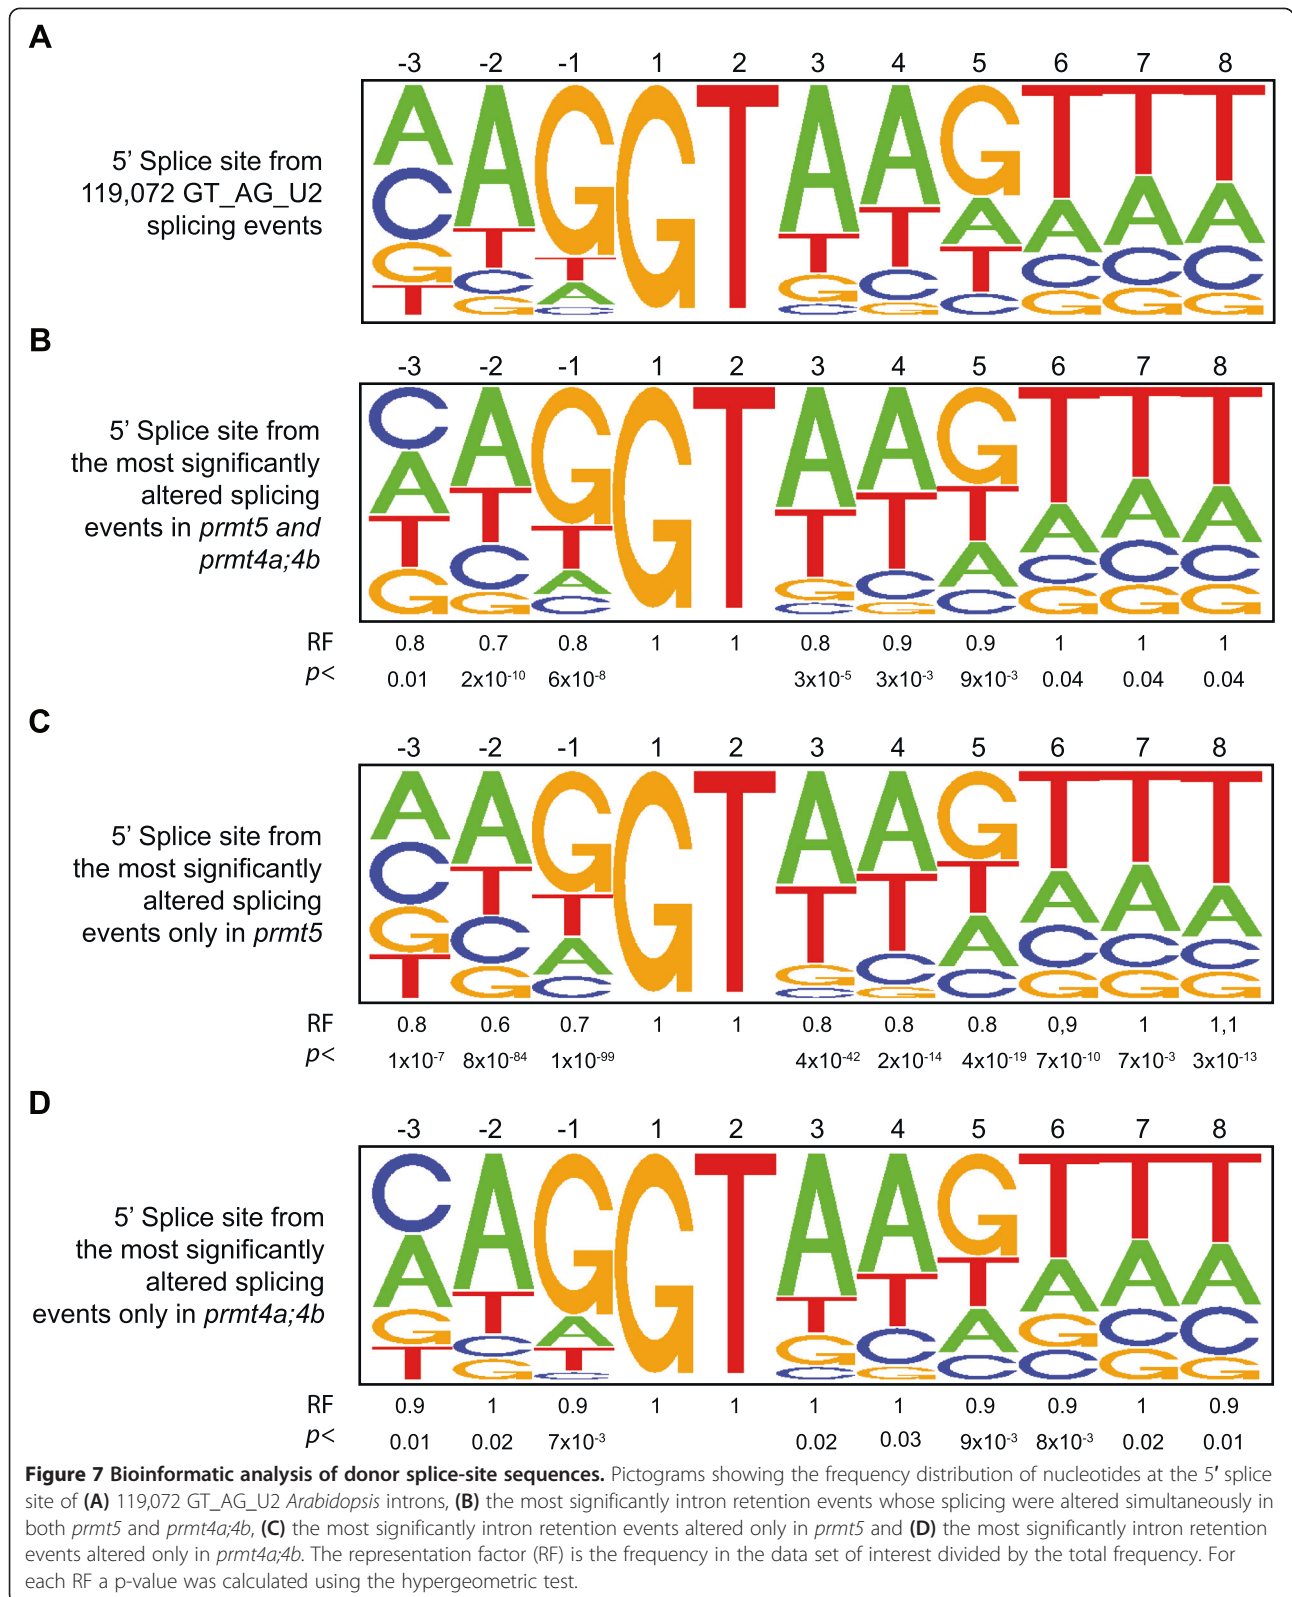 A
-3 -2 -1 1 2 3 4 5 6 7 8
5’ Splice site from
119,072 GT_AG_U2
splicing events
A A G G T A A G T T T
C T T T T A A A A
G C A G C T C C C
T G C C G C G G G
B
-3 -2 -1 1 2 3 4 5 6 7 8
5’ Splice site from
the most significantly
altered splicing
events in prmt5 and
prmt4a;4b
C A G G T A A G T T T
A T T T T T A A A
T C A G C A C C C
G G C C G C G G G
RF 0.8 0.7 0.8 1 1 0.8 0.9 0.9 1 1 1
p< 0.01 2x10⁻¹⁰ 6x10⁻⁸ 3x10⁻⁵ 3x10⁻³ 9x10⁻³ 0.04 0.04 0.04
C
-3 -2 -1 1 2 3 4 5 6 7 8
5’ Splice site from
the most significantly
altered splicing
events only in prmt5
A A G G T A A G T T T
C T T T T T A A A
G C A G C A C C C
T G C C G C G G G
RF 0.8 0.6 0.7 1 1 0.8 0.8 0.8 0,9 1 1,1
p< 1x10⁻⁷ 8x10⁻⁸⁴ 1x10⁻⁹⁹ 4x10⁻⁴² 2x10⁻¹⁴ 4x10⁻¹⁹ 7x10⁻¹⁰ 7x10⁻³ 3x10⁻¹³
D
-3 -2 -1 1 2 3 4 5 6 7 8
5’ Splice site from
the most significantly
altered splicing
events only in prmt4a;4b
C A G G T A A G T T T
A T A T T T A A A
G C T G C A G C C
T G C C G C C G G
RF 0.9 1 0.9 1 1 1 1 0.9 0.9 1 0.9
p< 0.01 0.02 7x10⁻³ 0.02 0.03 9x10⁻³ 8x10⁻³ 0.02 0.01
Figure 7 Bioinformatic analysis of donor splice-site sequences. Pictograms showing the frequency distribution of nucleotides at the 5′ splice
site of (A) 119,072 GT_AG_U2 Arabidopsis introns, (B) the most significantly intron retention events whose splicing were altered simultaneously in
both prmt5 and prmt4a;4b, (C) the most significantly intron retention events altered only in prmt5 and (D) the most significantly intron retention
events altered only in prmt4a;4b. The representation factor (RF) is the frequency in the data set of interest divided by the total frequency. For
each RF a p-value was calculated using the hypergeometric test.